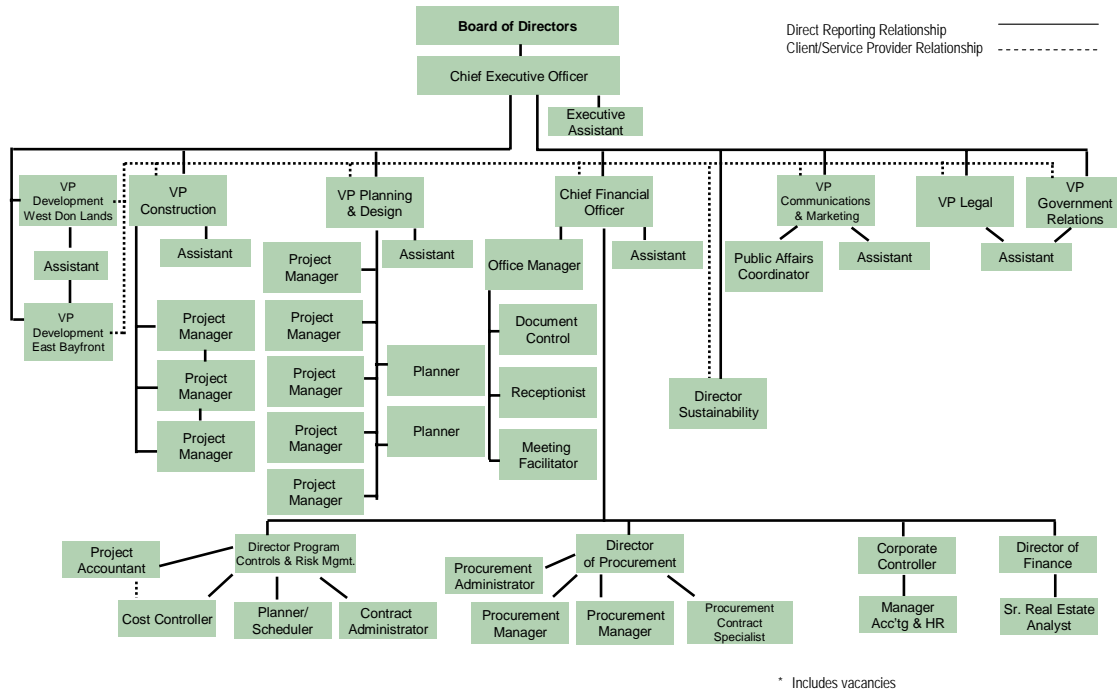 Board of Directors
Direct Reporting Relationship
Client/Service Provider Relationship
Chief Executive Officer
Executive
Assistant
VP
Development
West Don Lands
VP
Construction
VP Planning
& Design
Chief Financial
Officer
VP
Communications
& Marketing
VP Legal
VP
Government
Relations
Assistant
Assistant
Project
Manager
Assistant
Office Manager
Assistant
Public Affairs
Coordinator
Assistant
Assistant
VP
Development
East Bayfront
Project
Manager
Project
Manager
Document
Control
Project
Manager
Project
Manager
Planner
Receptionist
Director
Sustainability
Project
Manager
Project
Manager
Planner
Meeting
Facilitator
Project
Manager
Project
Accountant
Director Program
Controls & Risk Mgmt.
Director
of Procurement
Corporate
Controller
Director of
Finance
Procurement
Administrator
Cost Controller
Planner/
Scheduler
Contract
Administrator
Procurement
Manager
Procurement
Manager
Procurement
Contract
Specialist
Manager
Acc'tg & HR
Sr. Real Estate
Analyst
* Includes vacancies